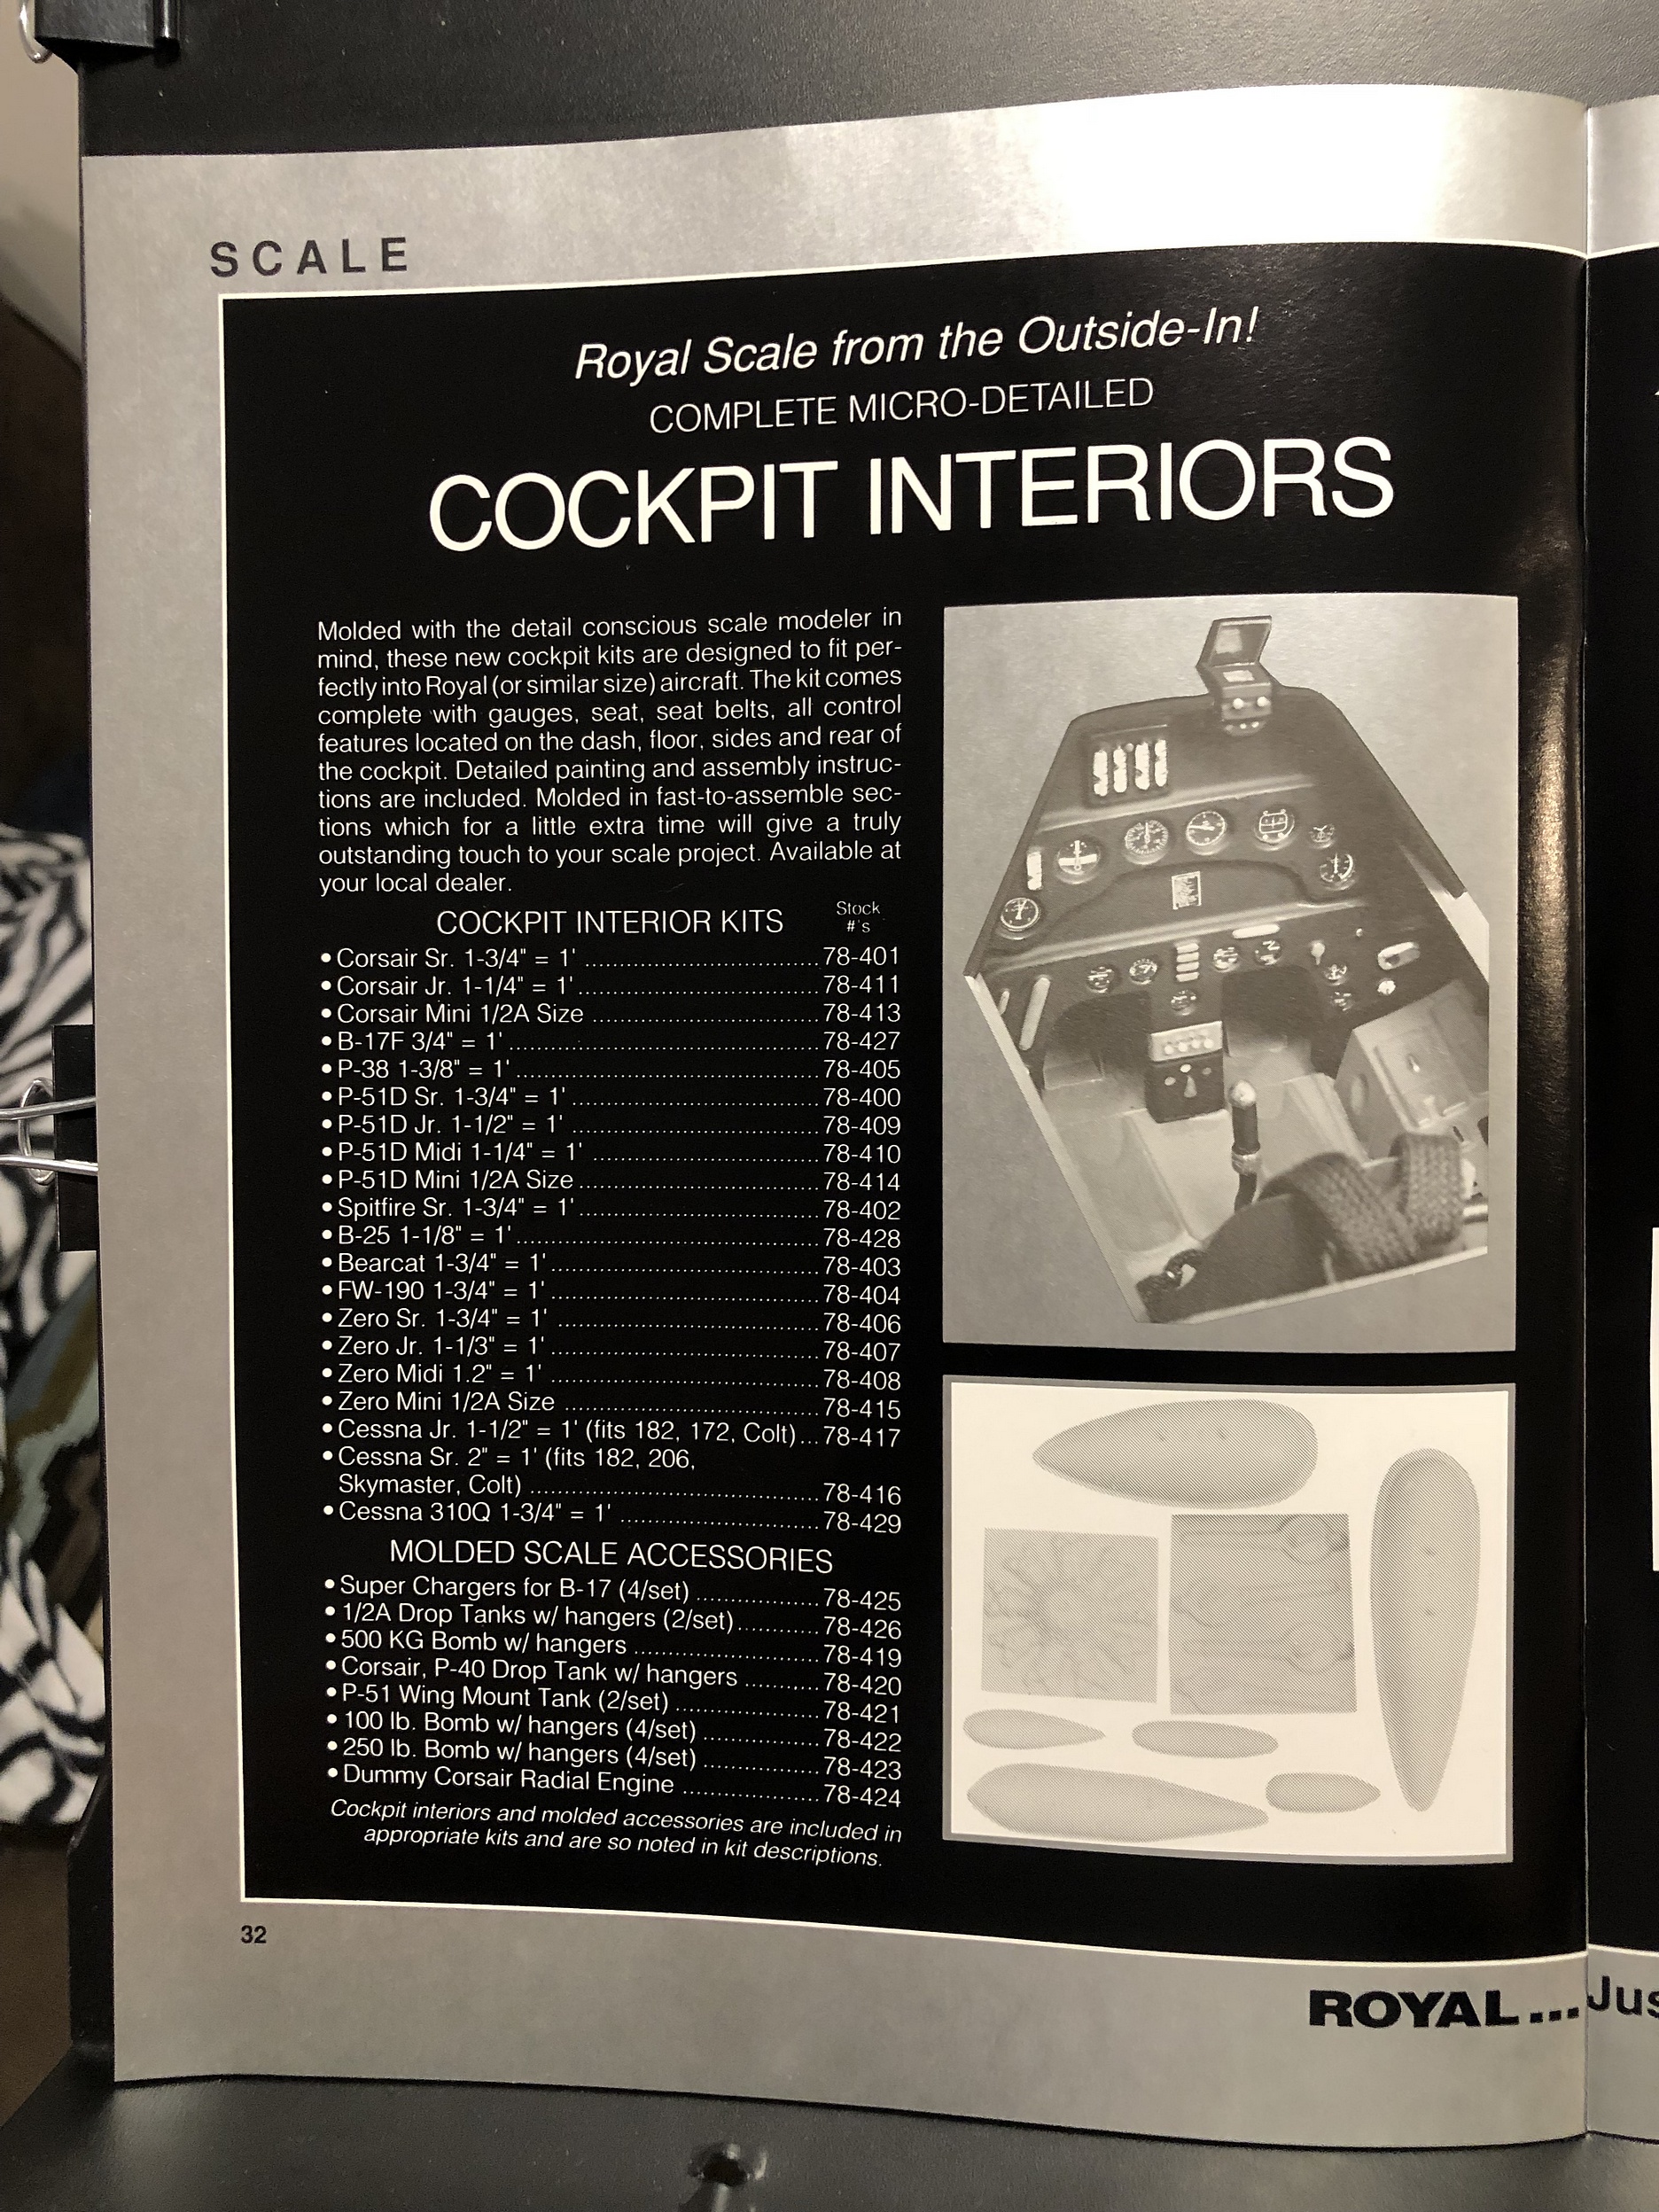 SCALE
Royal Scale from the Outside-In!
COMPLETE MICRO-DETAILED
COCKPIT INTERIORS
Molded with the detail conscious scale modeler in
mind, these new cockpit kits are designed to fit per-
fectly into Royal (or similar size) aircraft. The kit comes
complete with gauges, seat, seat belts, all control
features located on the dash, floor, sides and rear of
the cockpit. Detailed painting and assembly instruc-
tions are included. Molded in fast-to-assemble sec-
tions which for a little extra time will give a truly
outstanding touch to your scale project. Available at
your local dealer.
COCKPIT INTERIOR KITS Stock
#'s
• Corsair Sr. 1-3/4" = 1' ........ 78-401
• Corsair Jr. 1-1/4" = 1' ........ 78-411
• Corsair Mini 1/2A Size ........ 78-413
• B-17F 3/4" = 1' ........ 78-427
• P-38 1-3/8" = 1' ........ 78-405
• P-51D Sr. 1-3/4" = 1' ........ 78-400
• P-51D Jr. 1-1/2" = 1' ........ 78-409
• P-51D Midi 1-1/4" = 1' ........ 78-410
• P-51D Mini 1/2A Size ........ 78-414
• Spitfire Sr. 1-3/4" = 1' ........ 78-402
• B-25 1-1/8" = 1' ........ 78-428
• Bearcat 1-3/4" = 1' ........ 78-403
• FW-190 1-3/4" = 1' ........ 78-404
• Zero Sr. 1-3/4" = 1' ........ 78-406
• Zero Jr. 1-1/3" = 1' ........ 78-407
• Zero Midi 1.2" = 1' ........ 78-408
• Zero Mini 1/2A Size ........ 78-415
• Cessna Jr. 1-1/2" = 1' (fits 182, 172, Colt) ... 78-417
• Cessna Sr. 2" = 1' (fits 182, 206,
Skymaster, Colt) ........ 78-416
• Cessna 310Q 1-3/4" = 1' ........ 78-429
MOLDED SCALE ACCESSORIES
• Super Chargers for B-17 (4/set) ........ 78-425
• 1/2A Drop Tanks w/ hangers (2/set) ........ 78-426
• 500 KG Bomb w/ hangers ........ 78-419
• Corsair, P-40 Drop Tank w/ hangers ........ 78-420
• P-51 Wing Mount Tank (2/set) ........ 78-421
• 100 lb. Bomb w/ hangers (4/set) ........ 78-422
• 250 lb. Bomb w/ hangers (4/set) ........ 78-423
• Dummy Corsair Radial Engine ........ 78-424
Cockpit interiors and molded accessories are included in
appropriate kits and are so noted in kit descriptions.
32
ROYAL... Jus